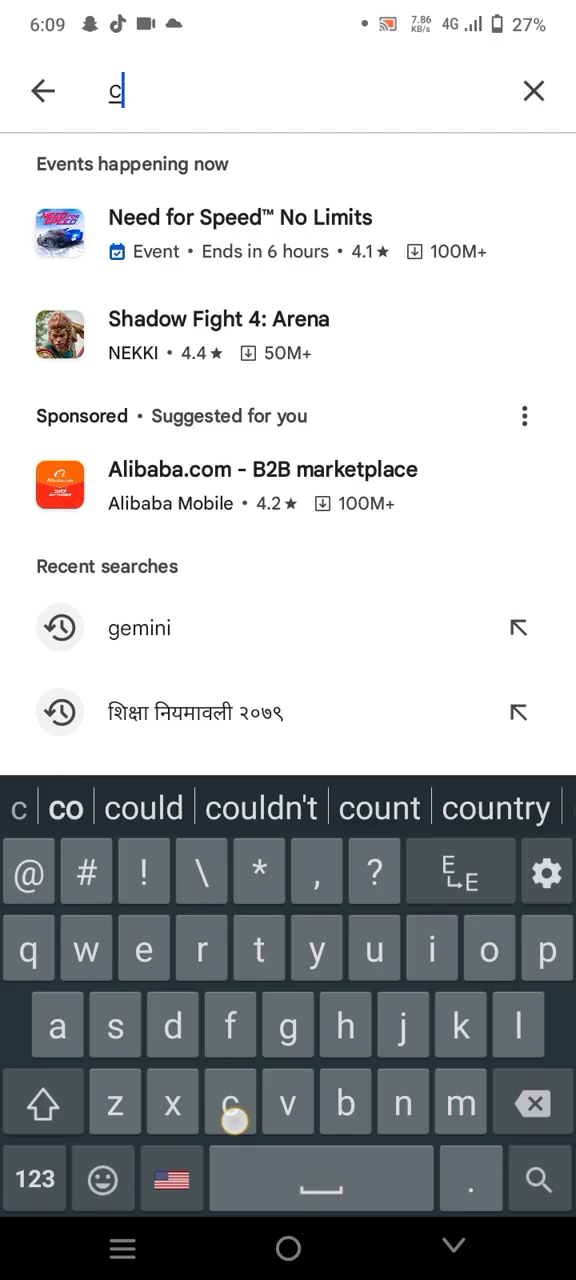 6:09 7.86 KB/s 4G 27%
c
Events happening now
Need for Speed™ No Limits
Event • Ends in 6 hours • 4.1★ 100M+
Shadow Fight 4: Arena
NEKKI • 4.4★ 50M+
Sponsored • Suggested for you
Alibaba.com - B2B marketplace
Alibaba Mobile • 4.2★ 100M+
Recent searches
gemini
शिक्षा नियमावली २०७९
c co could couldn't count country
@ # ! \ * , ? E E
q w e r t y u i o p
a s d f g h j k l
z x c v b n m
123 .